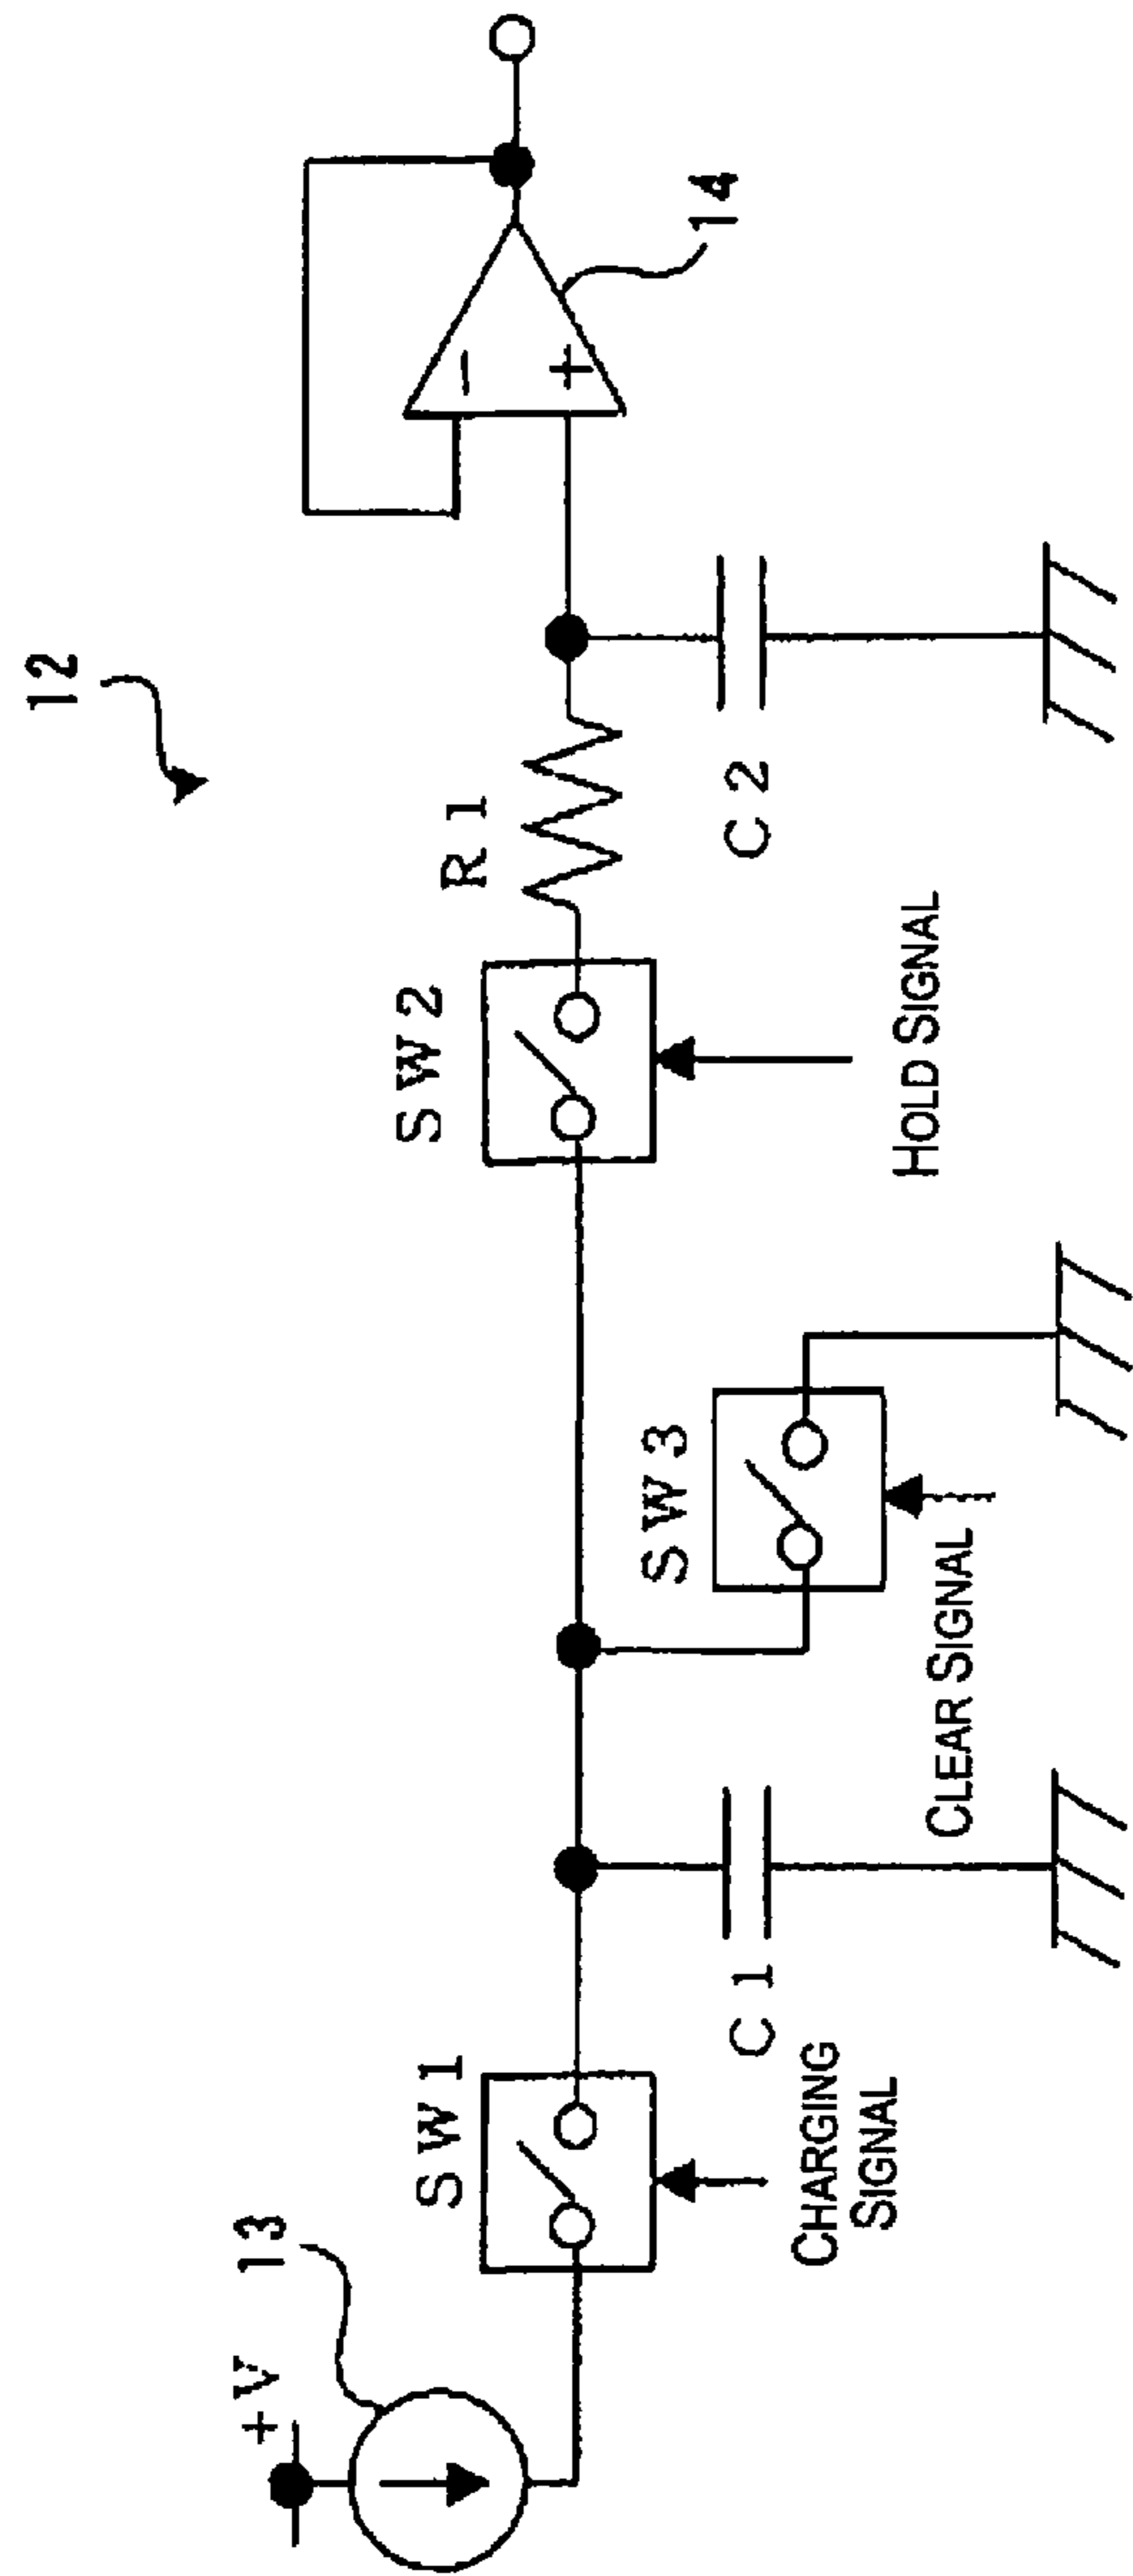 12
+V
13
SW1
CHARGING
SIGNAL
C1
SW3
CLEAR SIGNAL
SW2
HOLD SIGNAL
R1
C2
−
+
14